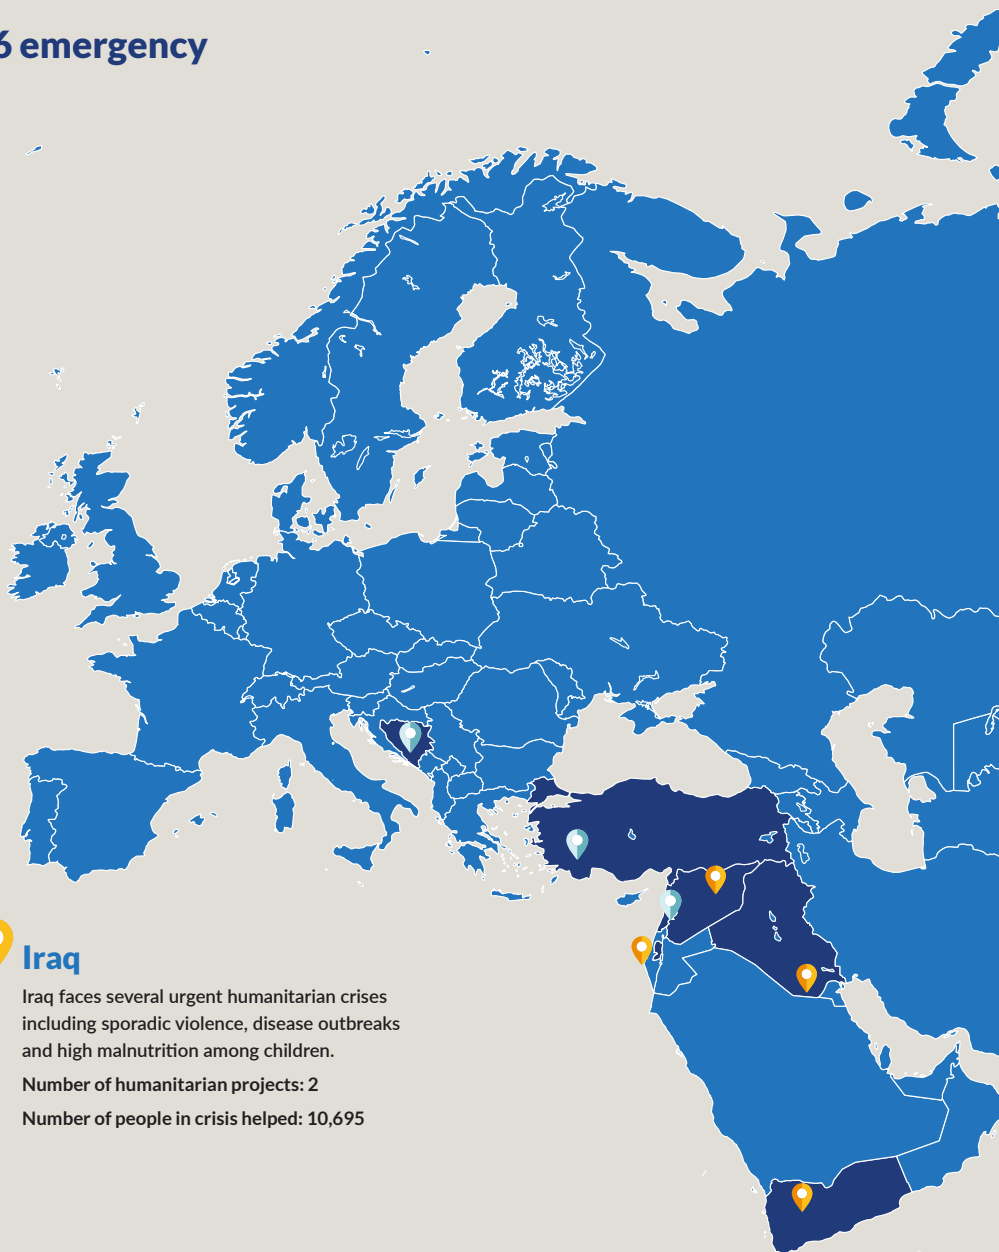 6 emergency
Iraq
Iraq faces several urgent humanitarian crises
including sporadic violence, disease outbreaks
and high malnutrition among children.
Number of humanitarian projects: 2
Number of people in crisis helped: 10,695